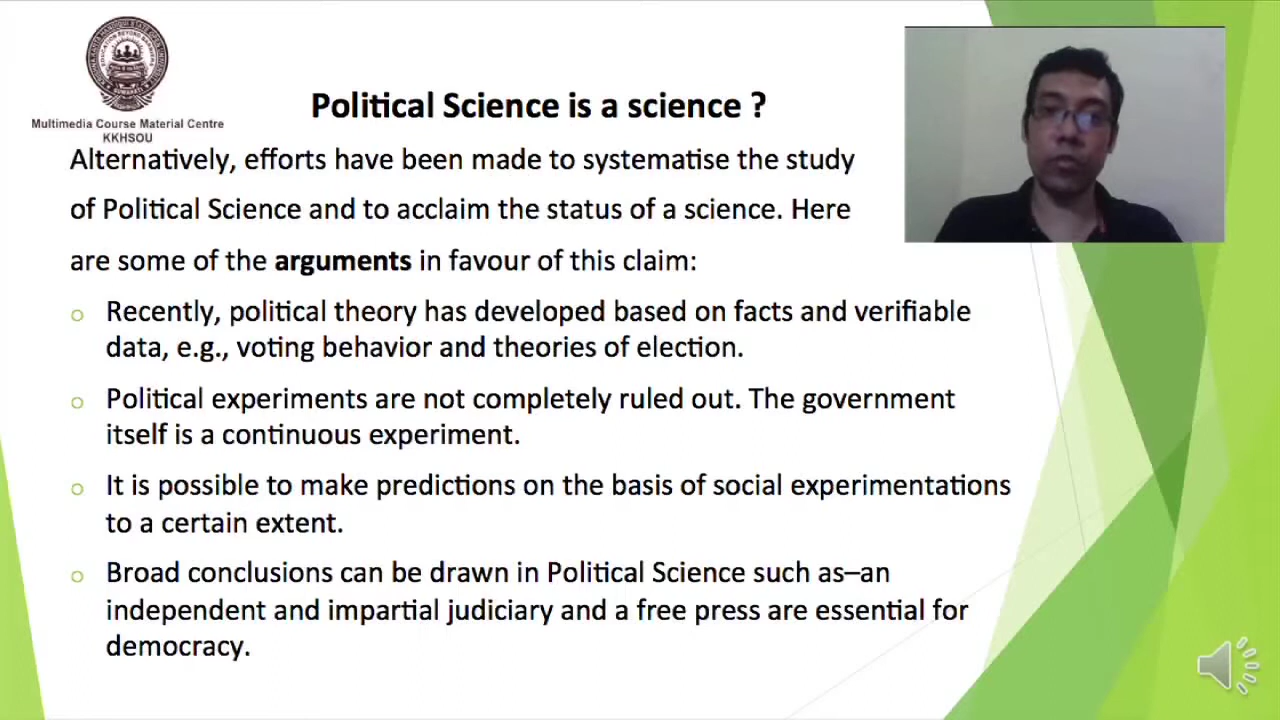 Multimedia Course Material Centre
KKHSOU
Political Science is a science ?
Alternatively, efforts have been made to systematise the study
of Political Science and to acclaim the status of a science. Here
are some of the arguments in favour of this claim:
Recently, political theory has developed based on facts and verifiable
data, e.g., voting behavior and theories of election.
Political experiments are not completely ruled out. The government
itself is a continuous experiment.
It is possible to make predictions on the basis of social experimentations
to a certain extent.
Broad conclusions can be drawn in Political Science such as–an
independent and impartial judiciary and a free press are essential for
democracy.